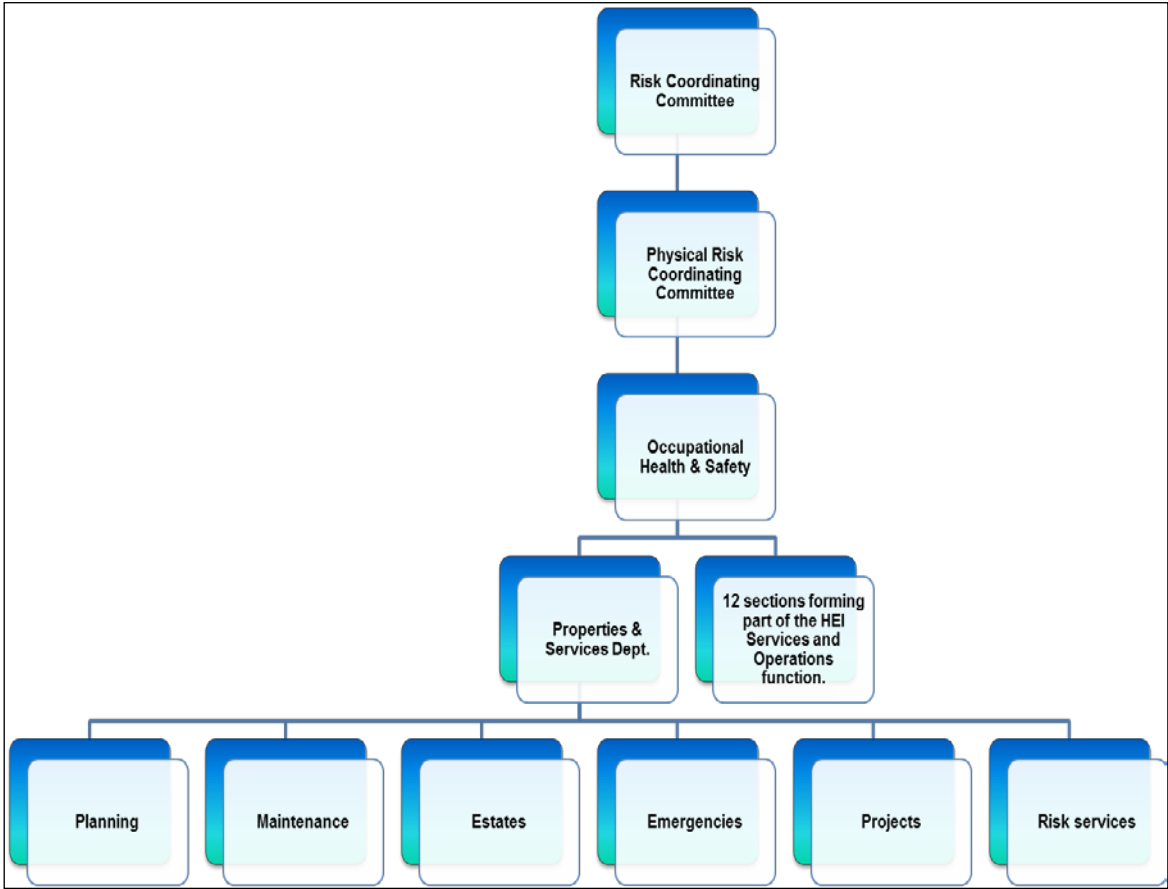 Risk Coordinating
Committee
Physical Risk
Coordinating
Committee
Occupational
Health & Safety
Properties &
Services Dept.
12 sections forming
part of the HEI
Services and
Operations
function.
Planning
Maintenance
Estates
Emergencies
Projects
Risk services